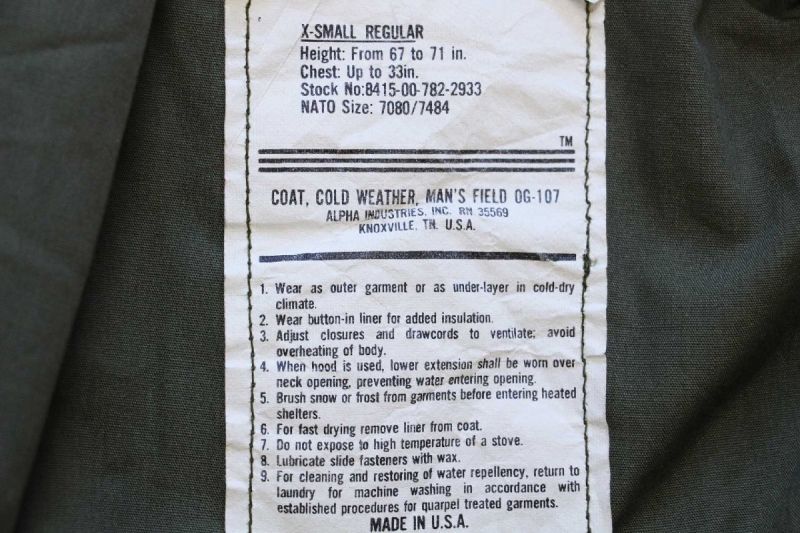 X-SMALL REGULAR
Height: From 67 to 71 in.
Chest: Up to 33in.
Stock No:8415-00-782-2933
NATO Size: 7080/7484
TM
COAT, COLD WEATHER, MAN'S FIELD OG-107
ALPHA INDUSTRIES, INC. RN 35569
KNOXVILLE, TN. U.S.A.
1. Wear as outer garment or as under-layer in cold-dry
climate.
2. Wear button-in liner for added insulation.
3. Adjust closures and drawcords to ventilate; avoid
overheating of body.
4. When hood is used, lower extension shall be worn over
neck opening, preventing water entering opening.
5. Brush snow or frost from garments before entering heated
shelters.
6. For fast drying remove liner from coat.
7. Do not expose to high temperature of a stove.
8. Lubricate slide fasteners with wax.
9. For cleaning and restoring of water repellency, return to
laundry for machine washing in accordance with
established procedures for quarpel treated garments.
MADE IN U.S.A.